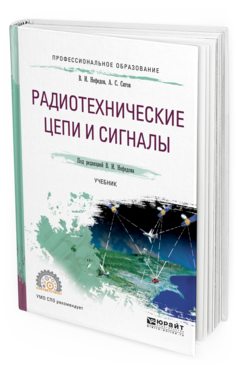 ПРОФЕССИОНАЛЬНОЕ ОБРАЗОВАНИЕ
В. И. Нефедов, А. С. Сигов
РАДИОТЕХНИЧЕСКИЕ
ЦЕПИ И СИГНАЛЫ
Под редакцией В. И. Нефедова
УЧЕБНИК
УМО СПО рекомендует
юрайт